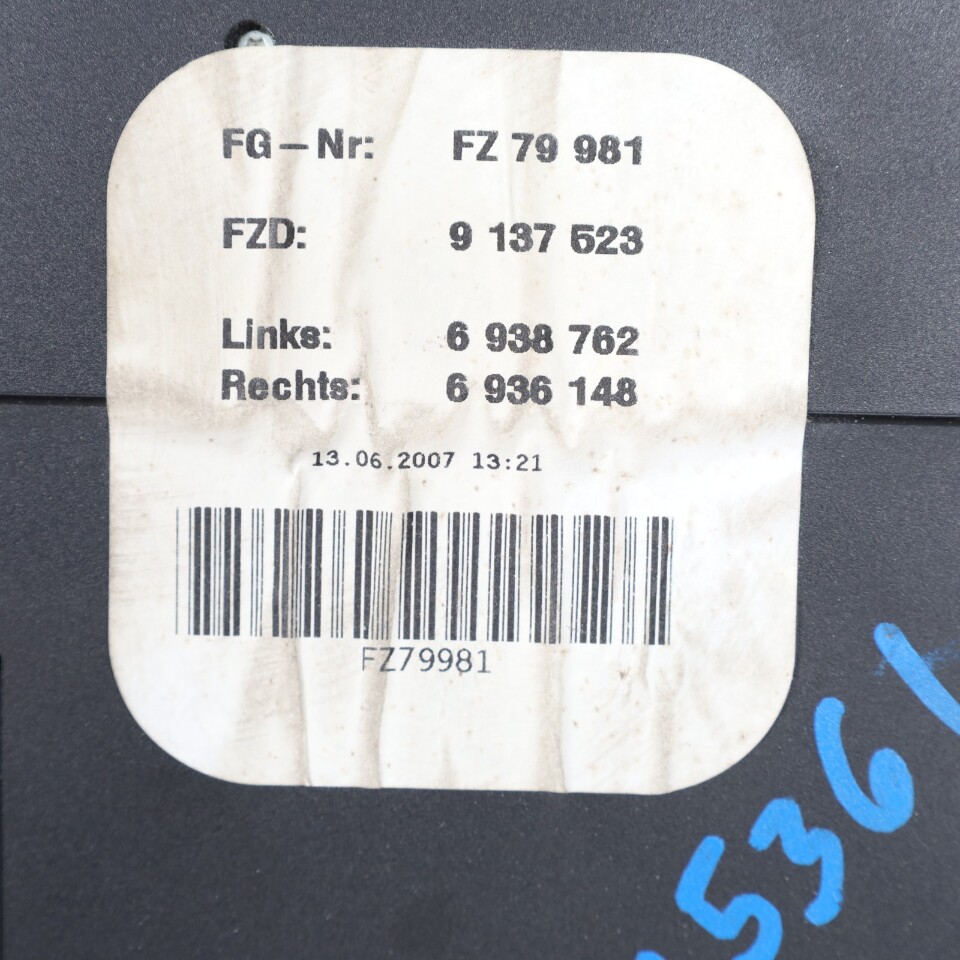 FG-Nr: FZ 79 981
FZD: 9 137 523
Links: 6 938 762
Rechts: 6 936 148
13.06.2007 13:21
FZ79981
5361